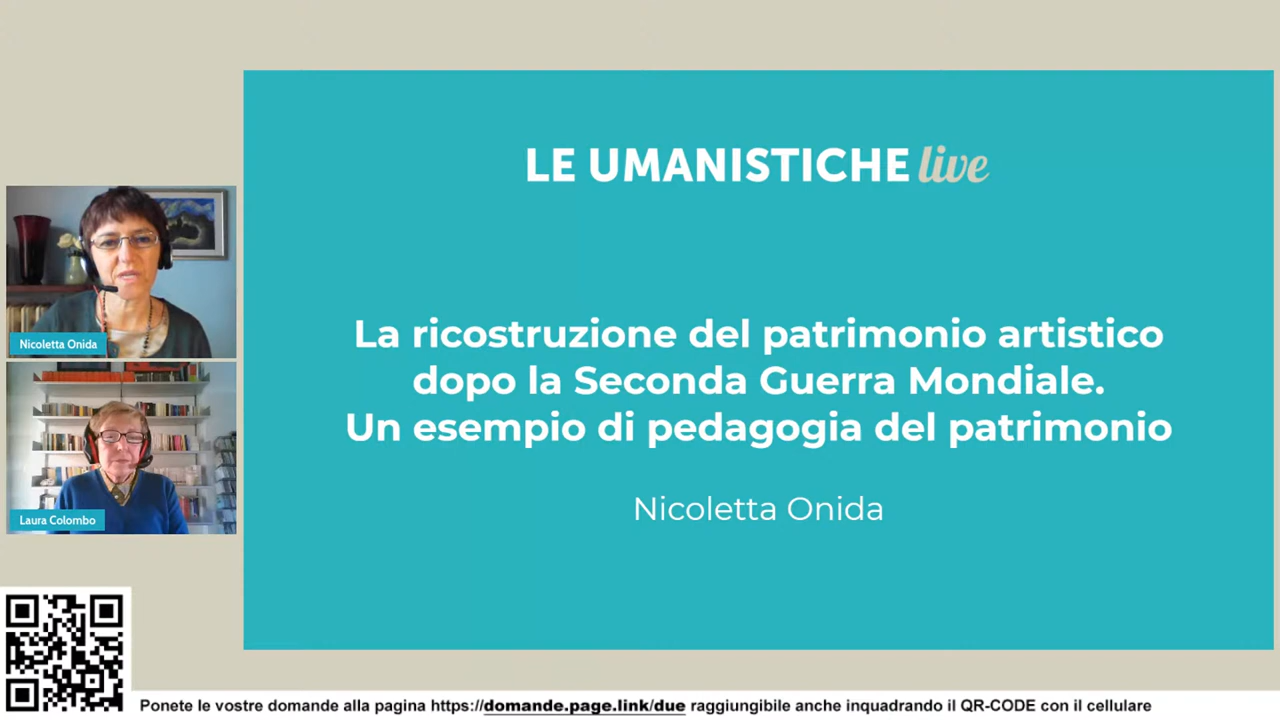 LE UMANISTICHE live
La ricostruzione del patrimonio artistico
dopo la Seconda Guerra Mondiale.
Un esempio di pedagogia del patrimonio
Nicoletta Onida
Nicoletta Onida
Laura Colombo
Ponete le vostre domande alla pagina https://domande.page.link/due raggiungibile anche inquadrando il QR-CODE con il cellulare